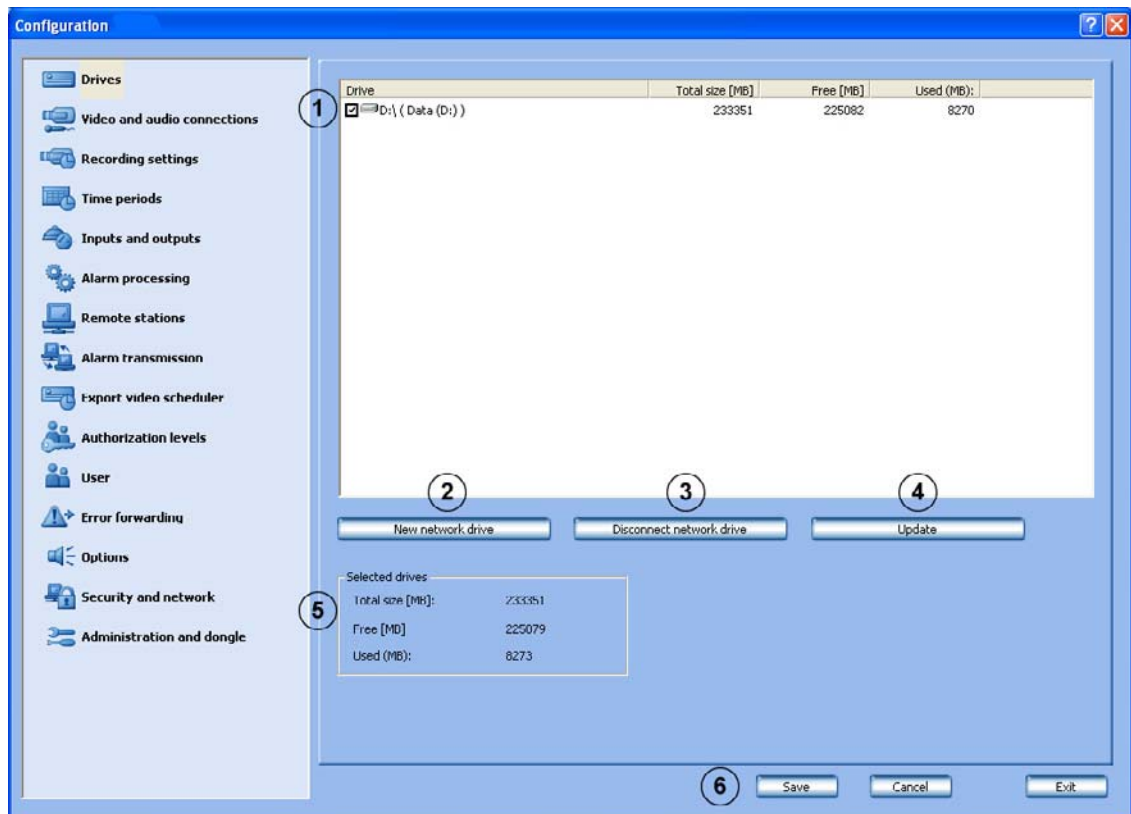 Configuration
Drives
Video and audio connections
Recording settings
Time periods
Inputs and outputs
Alarm processing
Remote stations
Alarm transmission
Export video scheduler
Authorization levels
User
Error forwarding
Options
Security and network
Administration and dongle
Drive Total size [MB] Free [MB] Used (MB):
1 D:\ ( Data (D:) ) 233351 225082 8270
2 3 4
New network drive Disconnect network drive Update
Selected drives
5
Total size [MB]: 233351
Free [MB] 225079
Used (MB): 8273
6 Save Cancel Exit